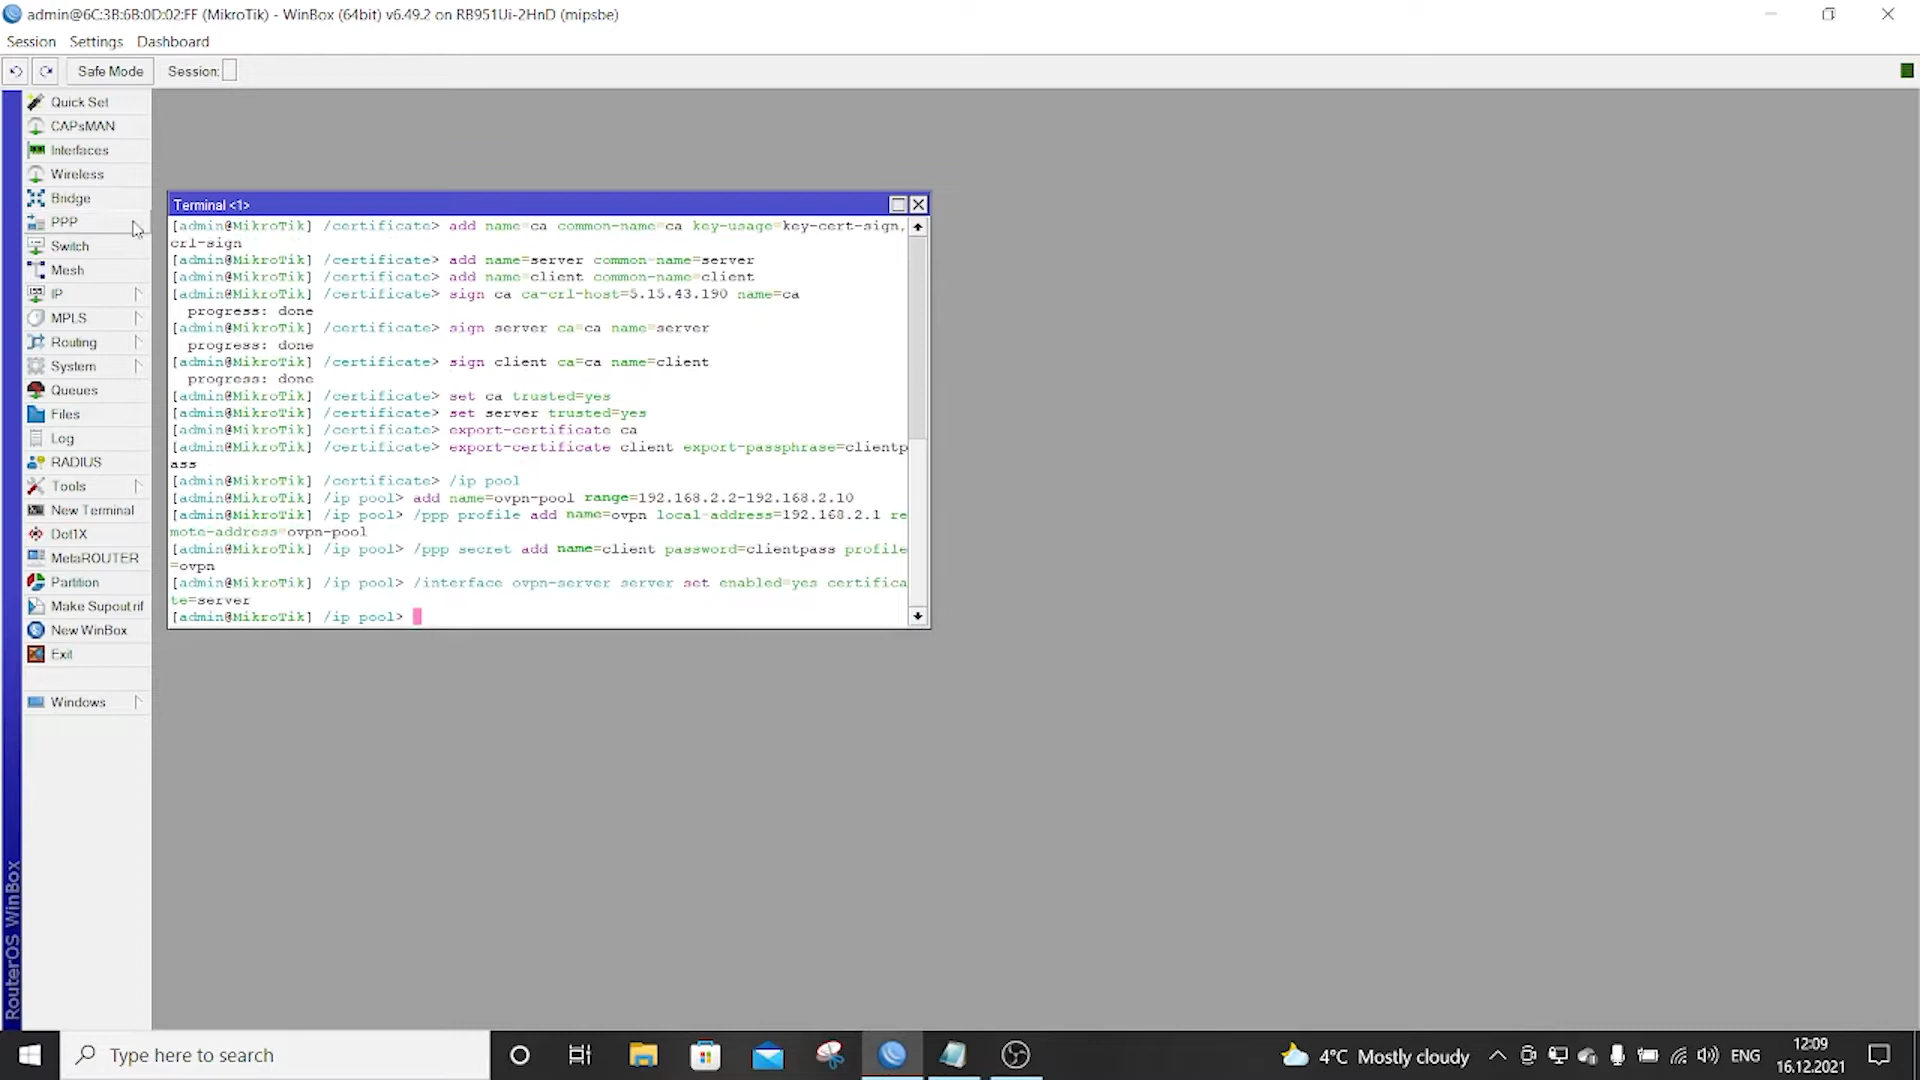 admin@6C:3B:6B:0D:02:FF (MikroTik) - WinBox (64bit) v6.49.2 on RB951Ui-2HnD (mipsbe)
Session Settings Dashboard
Safe Mode Session:
Quick Set
CAPsMAN
Interfaces
Wireless
Bridge
PPP
Switch
Mesh
IP
MPLS
Routing
System
Queues
Files
Log
RADIUS
Tools
New Terminal
Dot1X
MetaROUTER
Partition
Make Supout.rif
New WinBox
Exit
Windows
RouterOS WinBox
Terminal <1>
[admin@MikroTik] /certificate> add name=ca common-name=ca key-usage=key-cert-sign,
crl-sign
[admin@MikroTik] /certificate> add name=server common-name=server
[admin@MikroTik] /certificate> add name=client common-name=client
[admin@MikroTik] /certificate> sign ca ca-crl-host=5.15.43.190 name=ca
progress: done
[admin@MikroTik] /certificate> sign server ca=ca name=server
progress: done
[admin@MikroTik] /certificate> sign client ca=ca name=client
progress: done
[admin@MikroTik] /certificate> set ca trusted=yes
[admin@MikroTik] /certificate> set server trusted=yes
[admin@MikroTik] /certificate> export-certificate ca
[admin@MikroTik] /certificate> export-certificate client export-passphrase=clientp
ass
[admin@MikroTik] /certificate> /ip pool
[admin@MikroTik] /ip pool> add name=ovpn-pool range=192.168.2.2-192.168.2.10
[admin@MikroTik] /ip pool> /ppp profile add name=ovpn local-address=192.168.2.1 re
mote-address=ovpn-pool
[admin@MikroTik] /ip pool> /ppp secret add name=client password=clientpass profile
=ovpn
[admin@MikroTik] /ip pool> /interface ovpn-server server set enabled=yes certifica
te=server
[admin@MikroTik] /ip pool>
Type here to search
4°C Mostly cloudy
ENG
12:09
16.12.2021